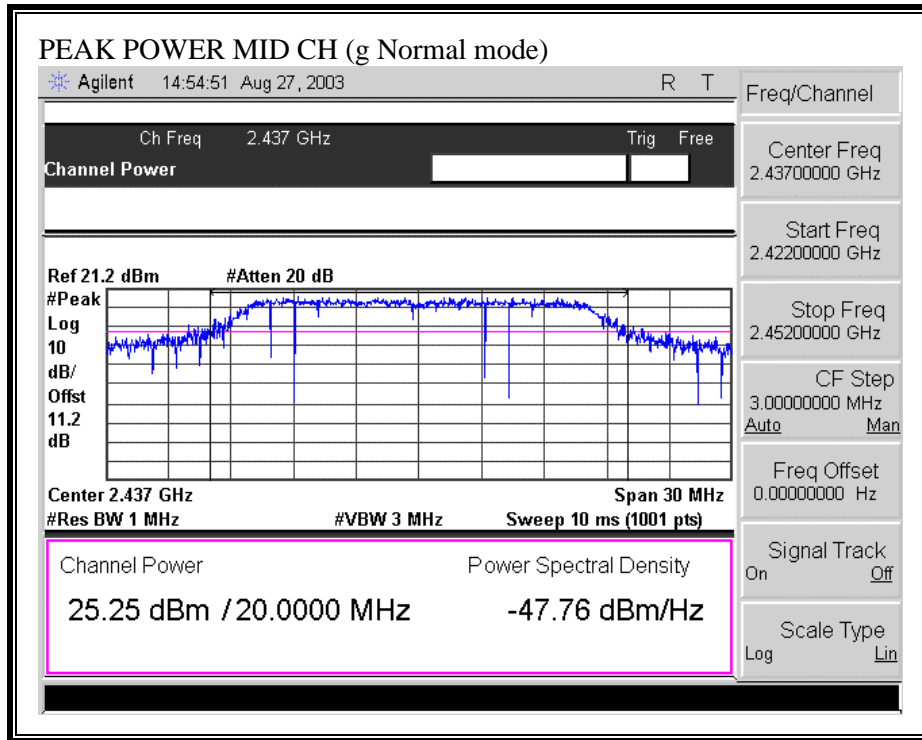 PEAK POWER MID CH (g Normal mode)
Agilent 14:54:51 Aug 27, 2003 R T
Freq/Channel
Ch Freq 2.437 GHz Trig Free
Channel Power
Center Freq
2.43700000 GHz
Start Freq
2.42200000 GHz
Ref 21.2 dBm #Atten 20 dB
#Peak
Log
10
dB/
Offst
11.2
dB
Stop Freq
2.45200000 GHz
CF Step
3.00000000 MHz
Auto Man
Freq Offset
0.00000000 Hz
Center 2.437 GHz Span 30 MHz
#Res BW 1 MHz #VBW 3 MHz Sweep 10 ms (1001 pts)
Channel Power Power Spectral Density
25.25 dBm / 20.0000 MHz -47.76 dBm/Hz
Signal Track
On Off
Scale Type
Log Lin